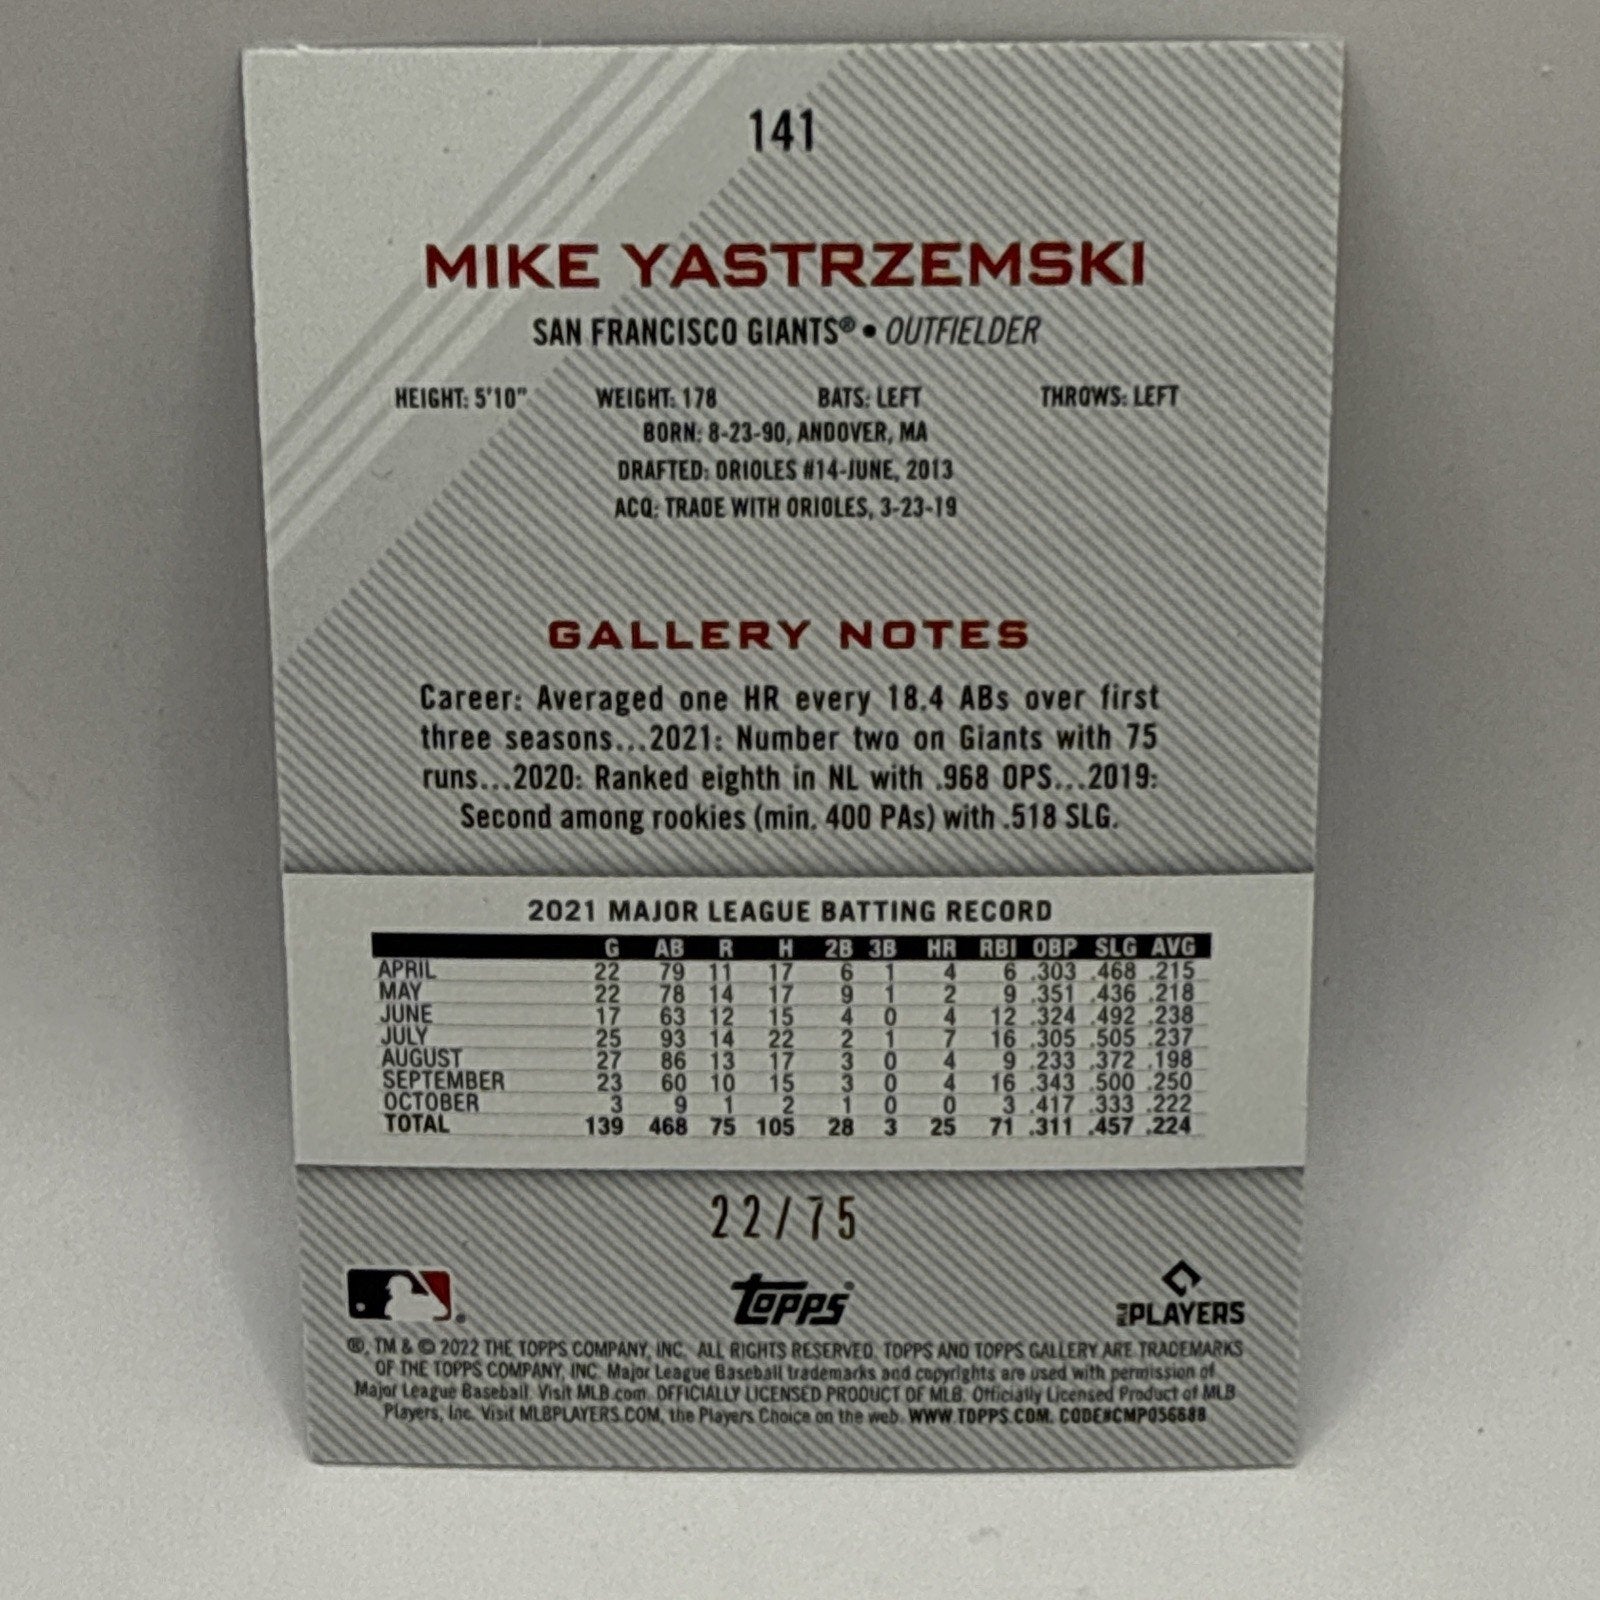 141
MIKE YASTRZEMSKI
SAN FRANCISCO GIANTS® • OUTFIELDER
HEIGHT: 5'10" WEIGHT: 178 BATS: LEFT THROWS: LEFT
BORN: 8-23-90, ANDOVER, MA
DRAFTED: ORIOLES #14-JUNE, 2013
ACQ: TRADE WITH ORIOLES, 3-23-19
GALLERY NOTES
Career: Averaged one HR every 18.4 ABs over first
three seasons...2021: Number two on Giants with 75
runs...2020: Ranked eighth in NL with .968 OPS...2019:
Second among rookies (min. 400 PAs) with .518 SLG.
2021 MAJOR LEAGUE BATTING RECORD
G AB R H 2B 3B HR RBI OBP SLG AVG
APRIL 22 79 11 17 6 1 4 6 .303 .468 .215
MAY 22 78 14 17 9 1 2 9 .351 .436 .218
JUNE 17 63 12 15 4 0 4 12 .324 .492 .238
JULY 25 93 14 22 2 1 7 16 .305 .505 .237
AUGUST 27 86 13 17 3 0 4 9 .233 .372 .198
SEPTEMBER 23 60 10 15 3 0 4 16 .343 .500 .250
OCTOBER 3 9 1 2 1 0 0 3 .417 .333 .222
TOTAL 139 468 75 105 28 3 25 71 .311 .457 .224
22/75
® topps® PLAYERS
®, TM & © 2022 THE TOPPS COMPANY, INC. ALL RIGHTS RESERVED. TOPPS AND TOPPS GALLERY ARE TRADEMARKS
OF THE TOPPS COMPANY, INC. Major League Baseball trademarks and copyrights are used with permission of
Major League Baseball. Visit MLB.com. OFFICIALLY LICENSED PRODUCT OF MLB. Officially Licensed Product of MLB
Players, Inc. Visit MLBPLAYERS.COM, the Players Choice on the web. WWW.TOPPS.COM. CODE#CMP056688